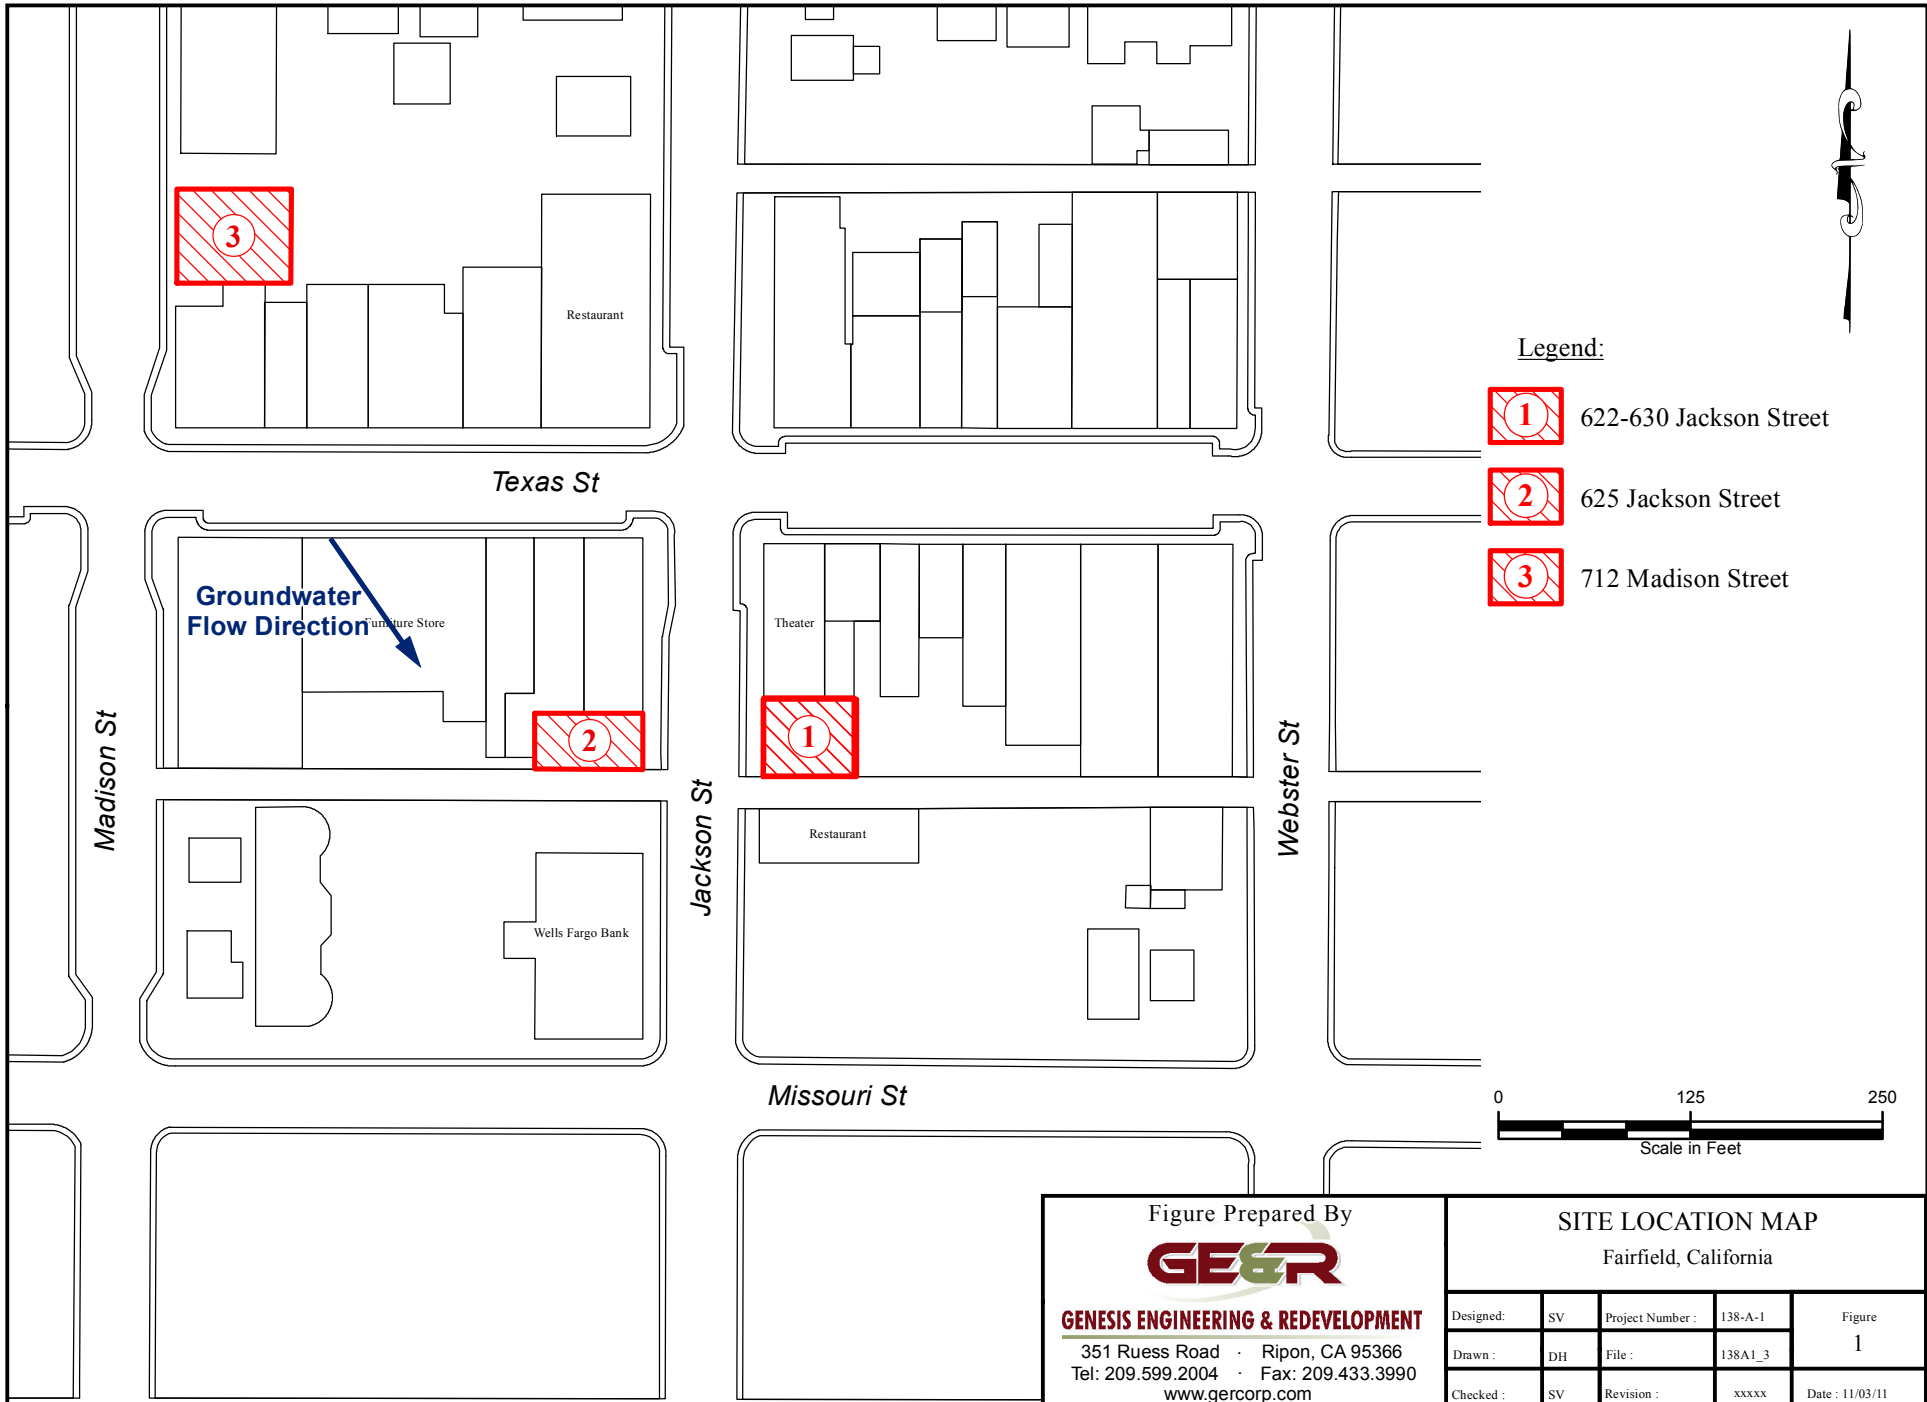 3
Restaurant
Legend:
1 622-630 Jackson Street
2 625 Jackson Street
3 712 Madison Street
Texas St
Groundwater
Flow Direction
Furniture Store
Theater
2
1
Madison St
Jackson St
Webster St
Restaurant
Wells Fargo Bank
Missouri St
0 125 250
Scale in Feet
Figure Prepared By
GE&R
GENESIS ENGINEERING & REDEVELOPMENT
351 Ruess Road · Ripon, CA 95366
Tel: 209.599.2004 · Fax: 209.433.3990
www.gercorp.com
SITE LOCATION MAP
Fairfield, California
Designed: SV Project Number : 138-A-1 Figure
1
Drawn : DH File : 138A1_3
Checked : SV Revision : xxxxx Date : 11/03/11